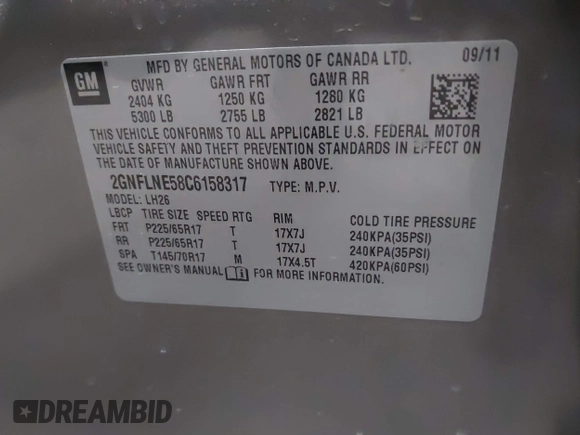 GM
MFD BY GENERAL MOTORS OF CANADA LTD. 09/11
GVWR GAWR FRT GAWR RR
2404 KG 1250 KG 1280 KG
5300 LB 2755 LB 2821 LB
THIS VEHICLE CONFORMS TO ALL APPLICABLE U.S. FEDERAL MOTOR
VEHICLE SAFETY AND THEFT PREVENTION STANDARDS IN EFFECT ON
THE DATE OF MANUFACTURE SHOWN ABOVE.
2GNFLNE58C6158317 TYPE: M.P.V.
MODEL: LH26
LBCP TIRE SIZE SPEED RTG RIM COLD TIRE PRESSURE
FRT P225/65R17 T 17X7J 240KPA(35PSI)
RR P225/65R17 T 17X7J 240KPA(35PSI)
SPA T145/70R17 M 17X4.5T 420KPA(60PSI)
SEE OWNER'S MANUAL FOR MORE INFORMATION.
DREAMBID